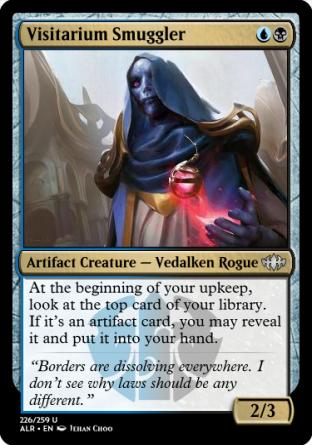 Visitarium Smuggler
Artifact Creature — Vedalken Rogue
At the beginning of your upkeep,
look at the top card of your library.
If it's an artifact card, you may reveal
it and put it into your hand.
“Borders are dissolving everywhere. I
don't see why laws should be any
different.”
2/3
226/259 U
ALR • EN Jehan Choo